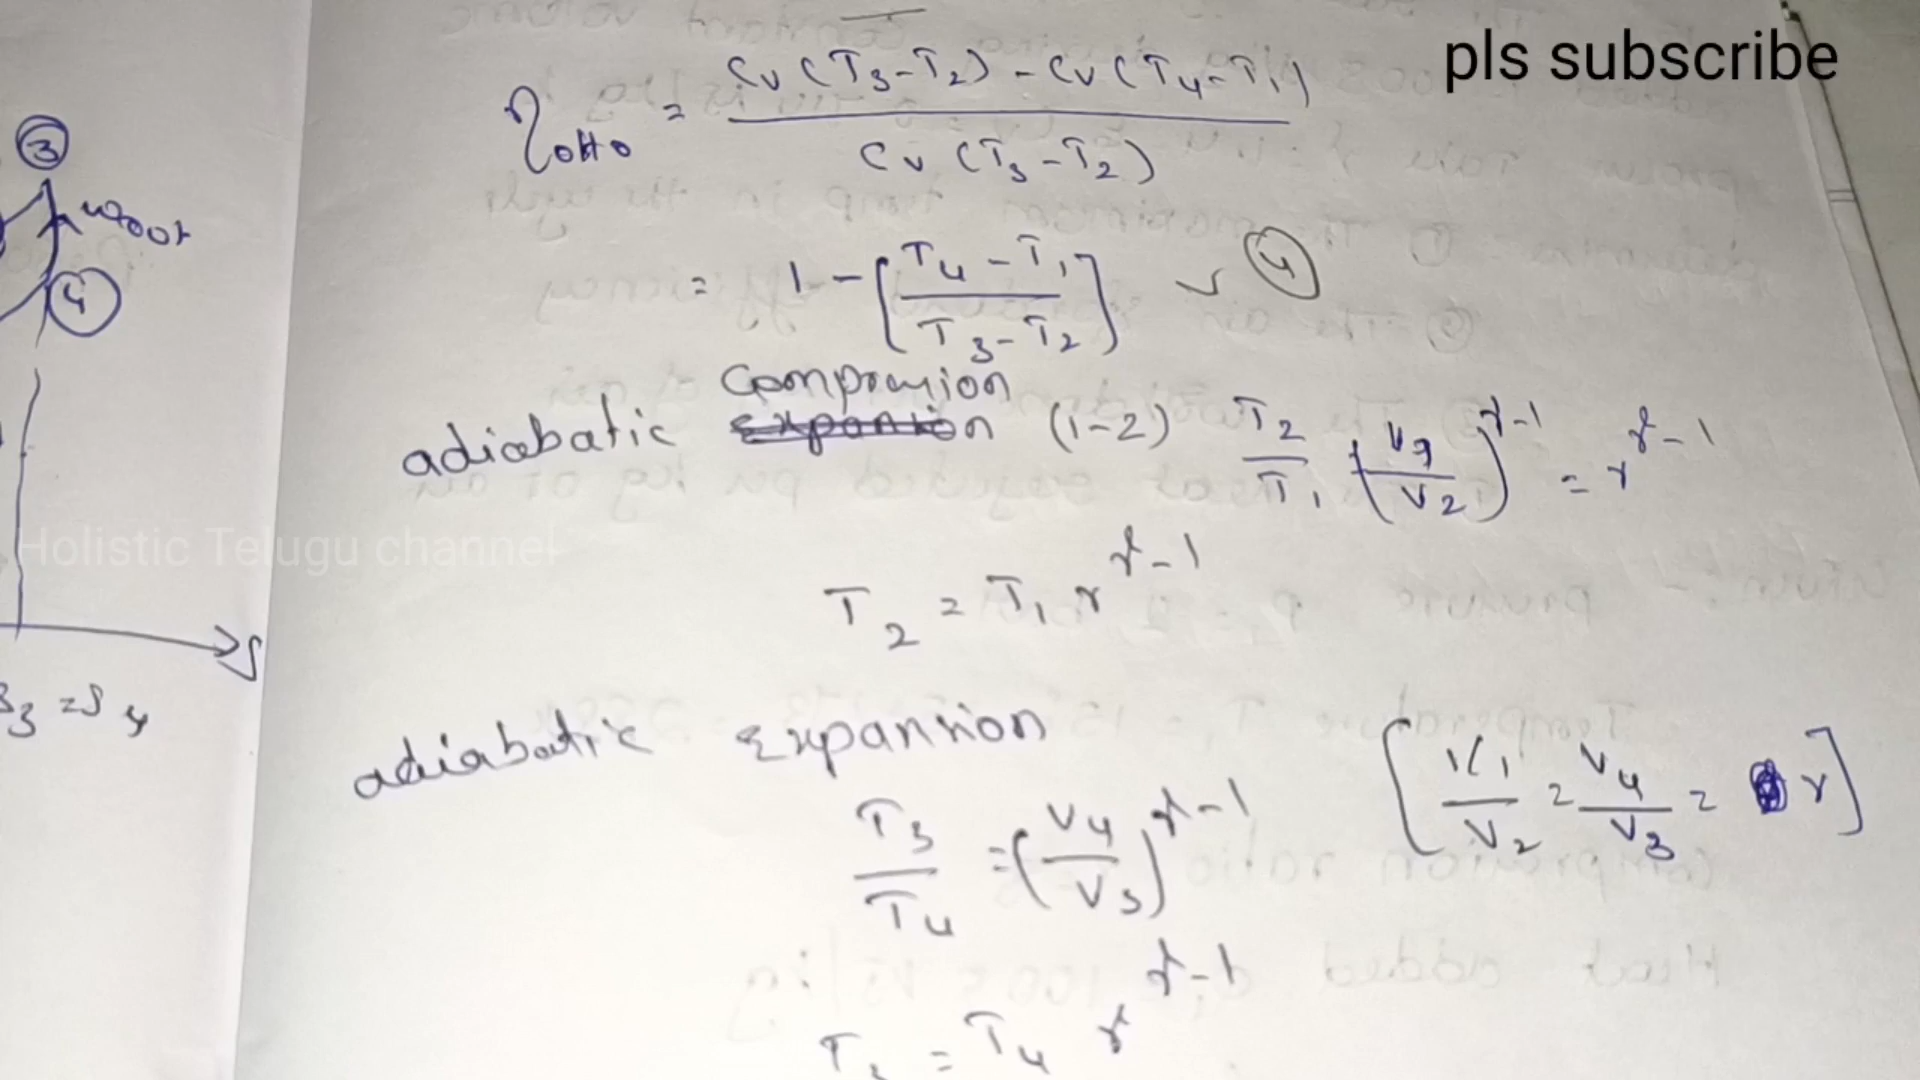 pls subscribe
ηotto = Cv(T3-T2) - Cv(T4-T1) / Cv(T3-T2)
= 1 - [T4-T1 / T3-T2] ✓ (4)
3
Wout
4
compression
adiabatic expansion (1-2) T2/T1 (V1/V2)^γ-1 = r^γ-1
Holistic Telugu channel
T2 = T1 r^γ-1
S
S3 = S4
adiabatic Expansion
T3/T4 = (V4/V3)^γ-1 [V1/V2 = V4/V3 = r]
T3 = T4 r^γ-1